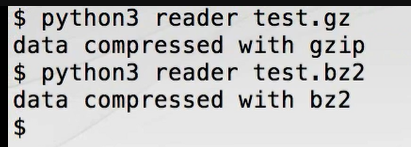 $ python3 reader test.gz
data compressed with gzip
$ python3 reader test.bz2
data compressed with bz2
$